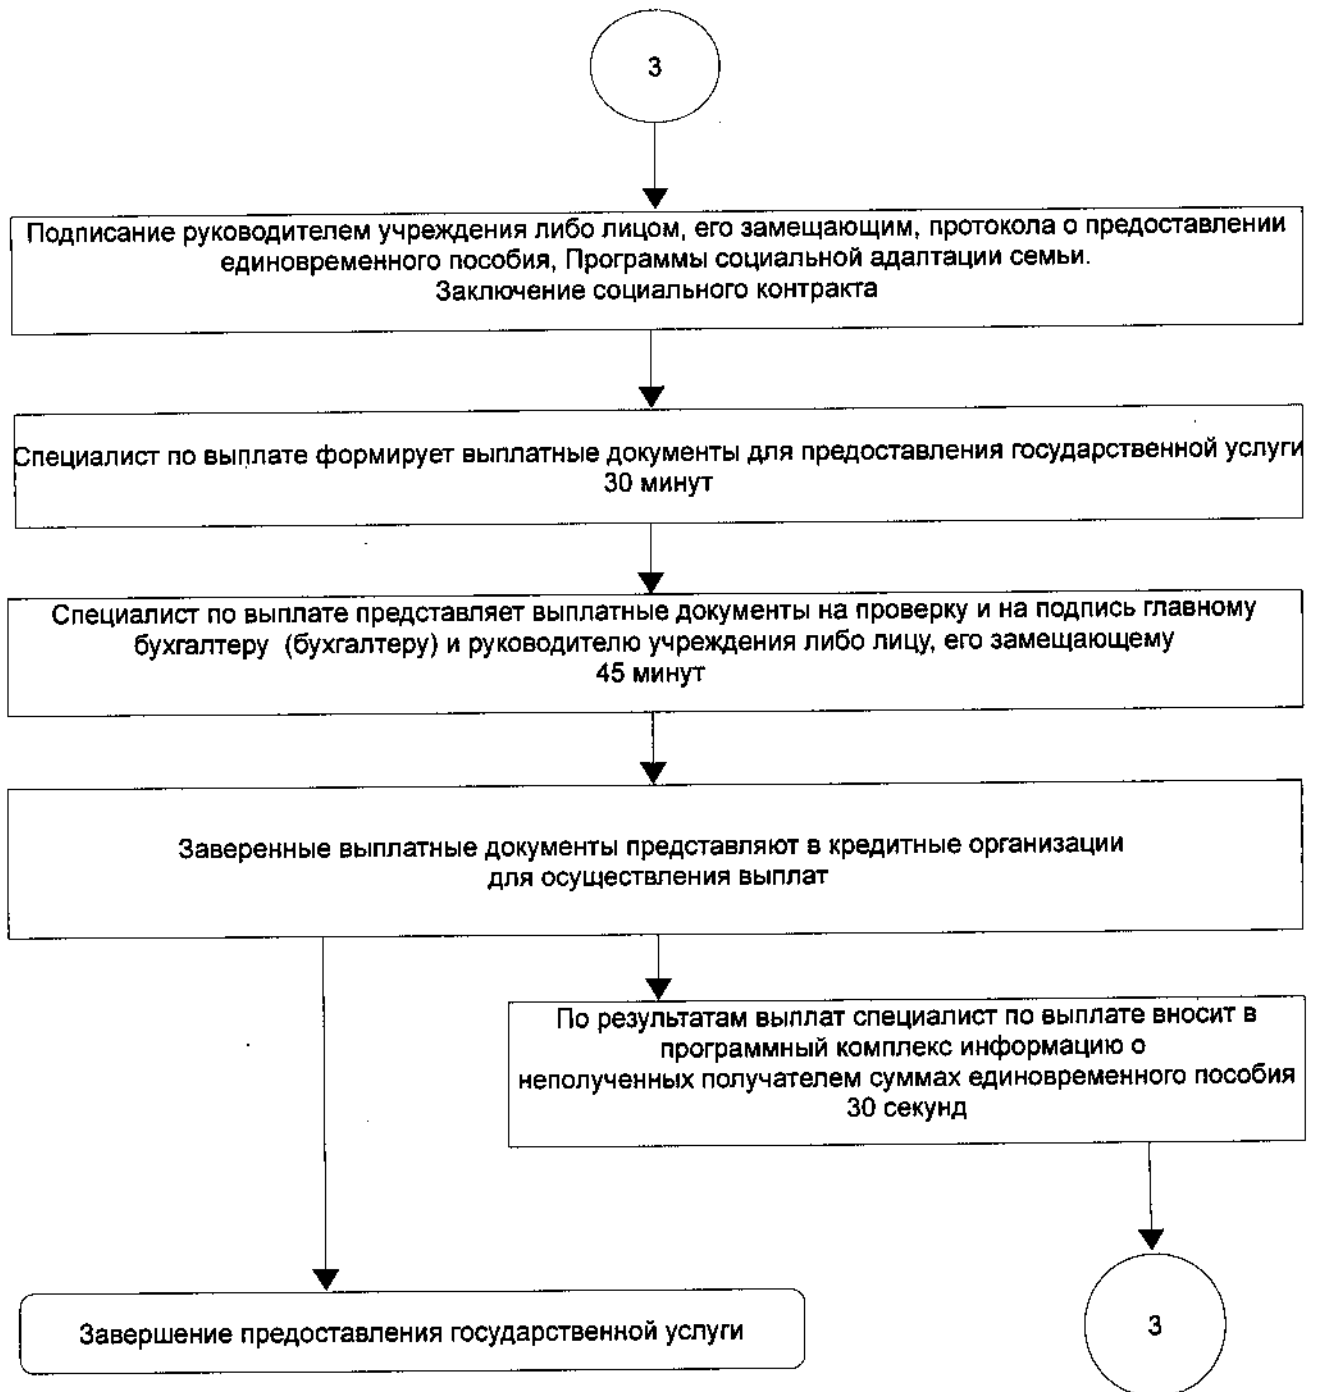 3
Подписание руководителем учреждения либо лицом, его замещающим, протокола о предоставлении
единовременного пособия, Программы социальной адаптации семьи.
Заключение социального контракта
Специалист по выплате формирует выплатные документы для предоставления государственной услуги
30 минут
Специалист по выплате представляет выплатные документы на проверку и на подпись главному
бухгалтеру (бухгалтеру) и руководителю учреждения либо лицу, его замещающему
45 минут
Заверенные выплатные документы представляют в кредитные организации
для осуществления выплат
По результатам выплат специалист по выплате вносит в
программный комплекс информацию о
неполученных получателем суммах единовременного пособия
30 секунд
Завершение предоставления государственной услуги
3